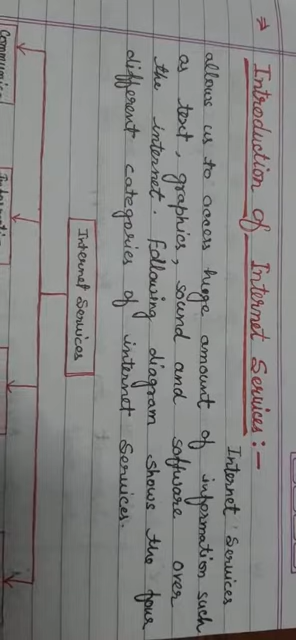 ⇒ Introduction of Internet Services:-
Internet Services
allows us to access huge amount of information such
as text, graphics, sound and software over
the internet. Following diagram shows the four
different categories of internet Services.
Internet Services